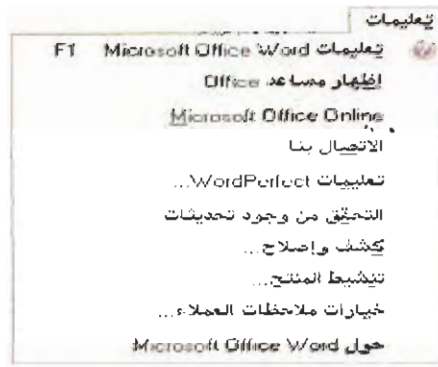 تعليمات
تعليمات Microsoft Office Word F1
إظهار مساعد Office
Microsoft Office Online
الاتصال بنا
تعليمات WordPerfect...
التحقق من وجود تحديثات
كشف وإصلاح...
تنشيط المنتج...
خيارات ملاحظات العملاء...
حول Microsoft Office Word